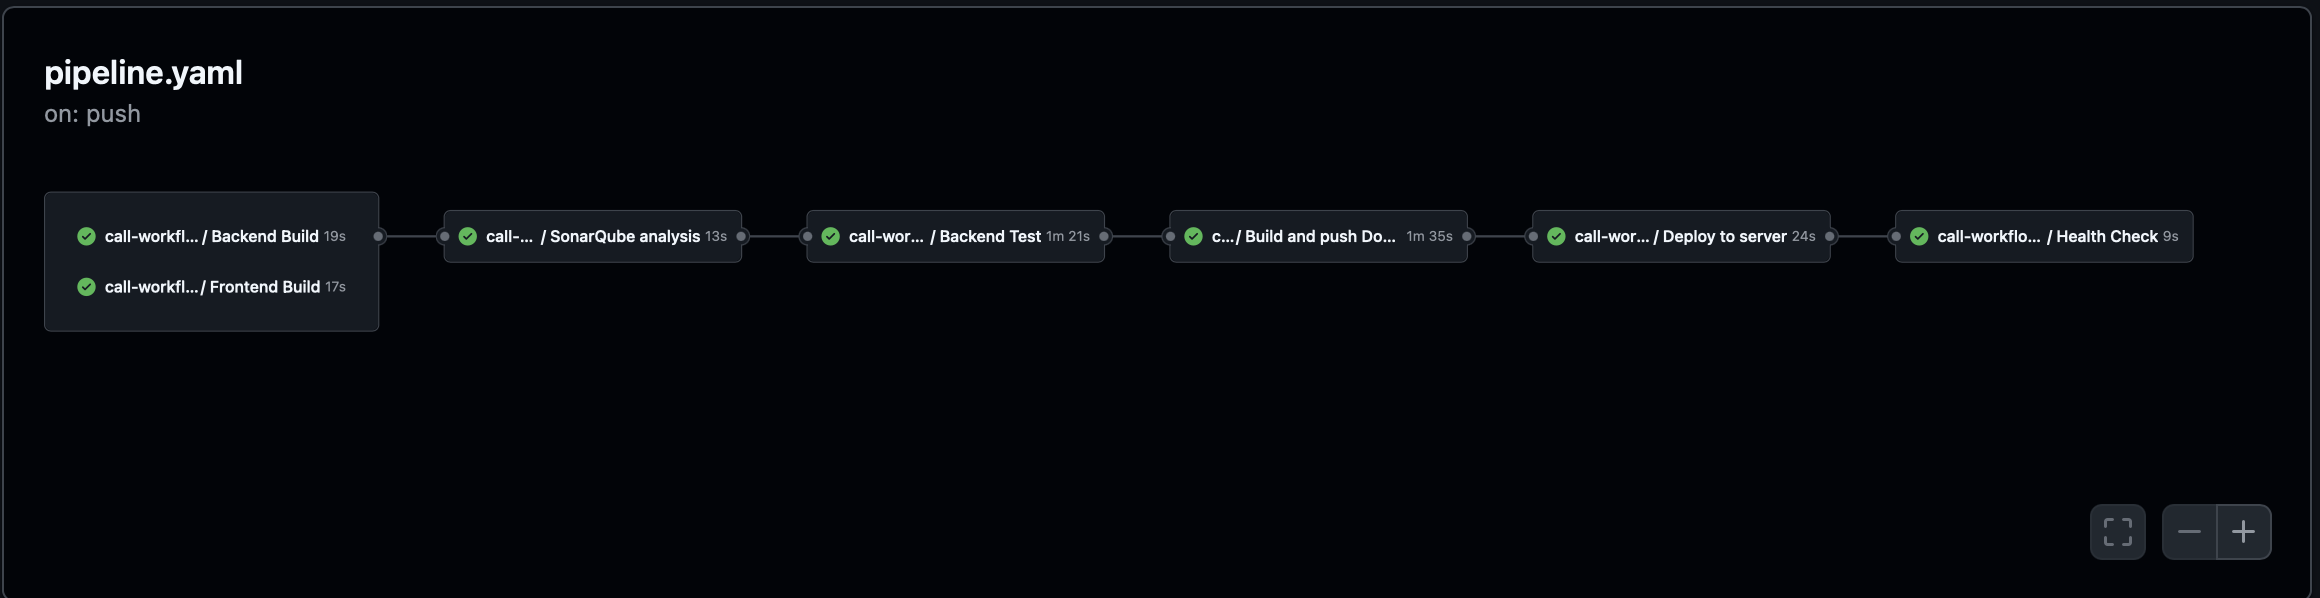 pipeline.yaml
on: push
call-workfl... / Backend Build 19s
call-workfl... / Frontend Build 17s
call-... / SonarQube analysis 13s
call-wor... / Backend Test 1m 21s
c.../ Build and push Do... 1m 35s
call-wor... / Deploy to server 24s
call-workflo... / Health Check 9s